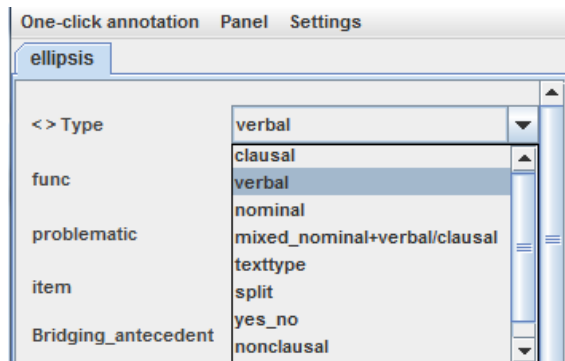 One-click annotation Panel Settings
ellipsis
<> Type verbal
clausal
func verbal
nominal
problematic mixed_nominal+verbal/clausal
texttype
item split
yes_no
Bridging_antecedent nonclausal